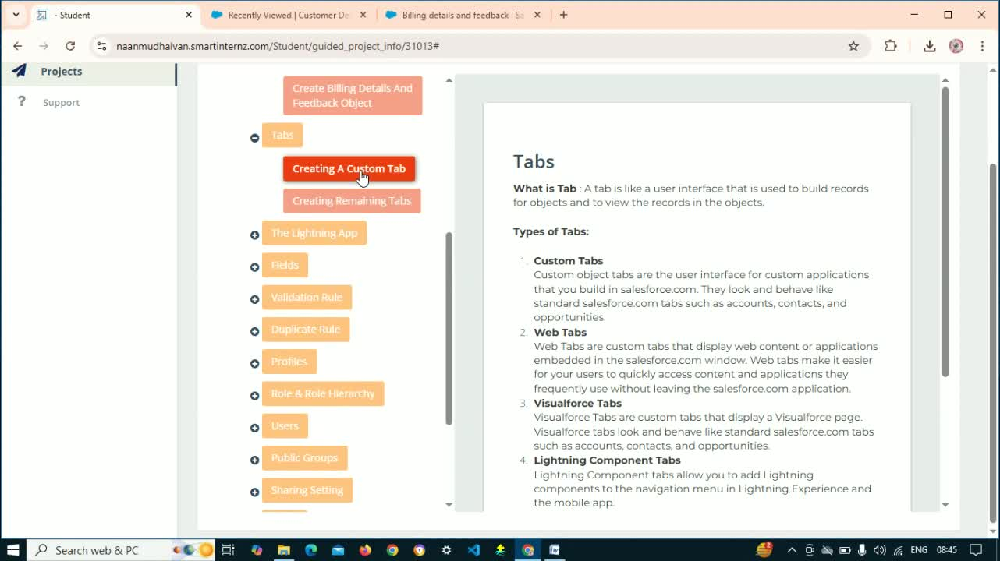 - Student
Recently Viewed | Customer De
Billing details and feedback | Sa
naanmudhalvan.smartinternz.com/Student/guided_project_info/31013#
Projects
Support
Create Billing Details And
Feedback Object
Tabs
Creating A Custom Tab
Creating Remaining Tabs
The Lightning App
Fields
Validation Rule
Duplicate Rule
Profiles
Role & Role Hierarchy
Users
Public Groups
Sharing Setting
Tabs
What is Tab : A tab is like a user interface that is used to build records
for objects and to view the records in the objects.
Types of Tabs:
1. Custom Tabs
Custom object tabs are the user interface for custom applications
that you build in salesforce.com. They look and behave like
standard salesforce.com tabs such as accounts, contacts, and
opportunities.
2. Web Tabs
Web Tabs are custom tabs that display web content or applications
embedded in the salesforce.com window. Web tabs make it easier
for your users to quickly access content and applications they
frequently use without leaving the salesforce.com application.
3. Visualforce Tabs
Visualforce Tabs are custom tabs that display a Visualforce page.
Visualforce tabs look and behave like standard salesforce.com tabs
such as accounts, contacts, and opportunities.
4. Lightning Component Tabs
Lightning Component tabs allow you to add Lightning
components to the navigation menu in Lightning Experience and
the mobile app.
Search web & PC
2
ENG
08:45